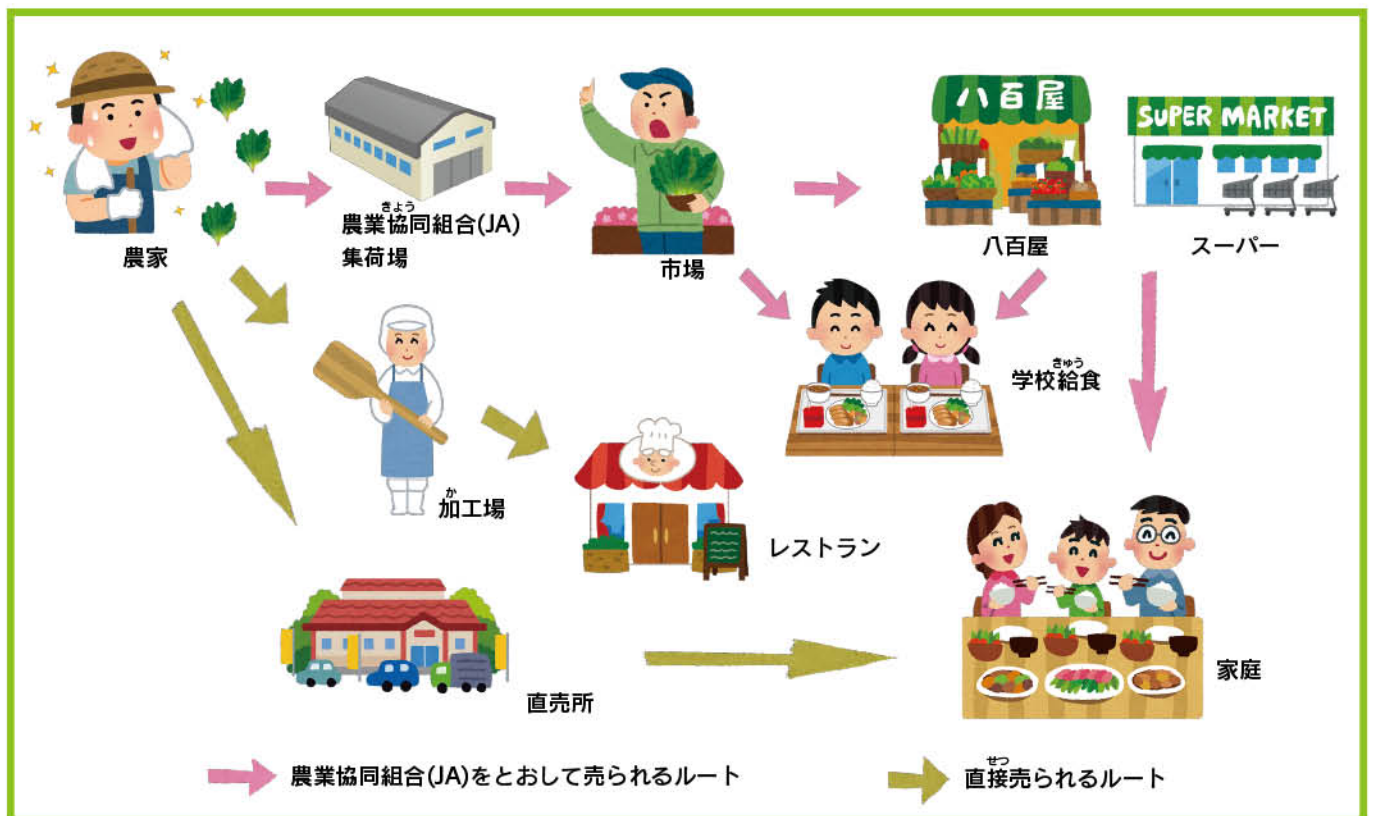 八百屋
SUPER MARKET
農家
きょう
農業協同組合(JA)
集荷場
市場
八百屋
スーパー
きゅう
学校給食
か
加工場
レストラン
直売所
家庭
農業協同組合(JA)をとおして売られるルート
せつ
直接売られるルート